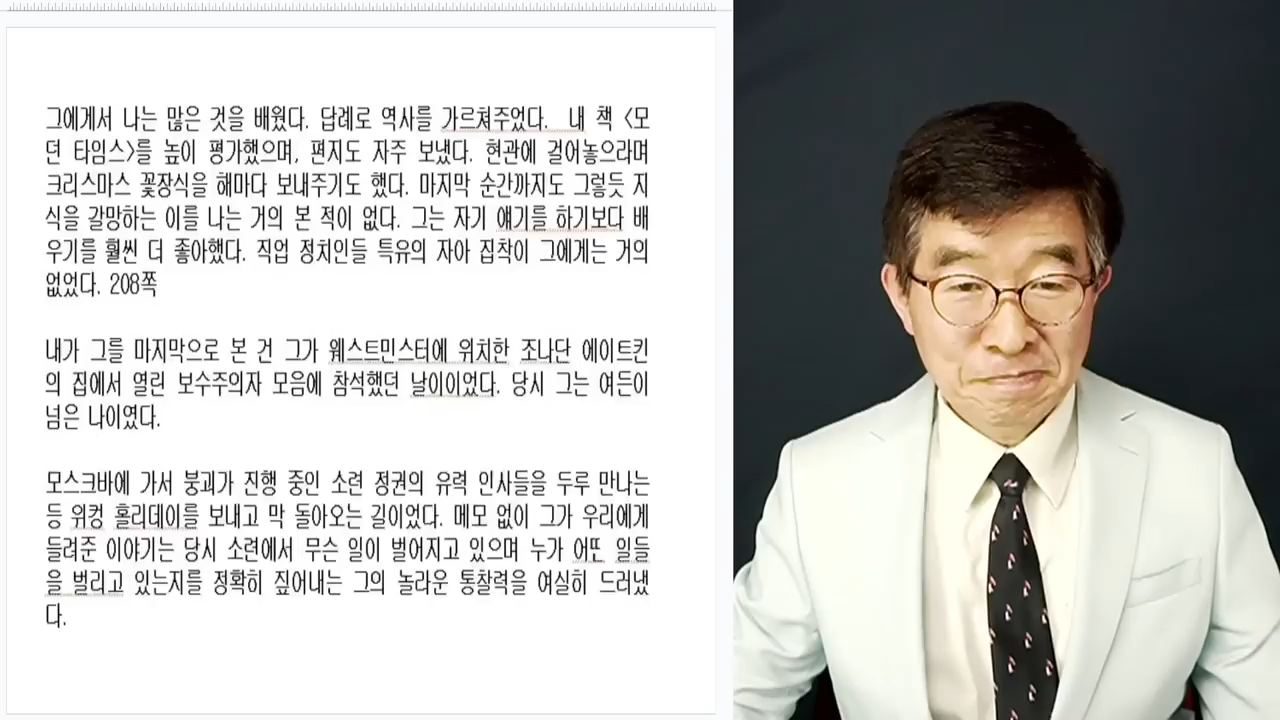 그에게서 나는 많은 것을 배웠다. 답례로 역사를 가르쳐주었다. 내 책 <모
던 타임스>를 높이 평가했으며, 편지도 자주 보냈다. 현관에 걸어놓으라며
크리스마스 꽃장식을 해마다 보내주기도 했다. 마지막 순간까지도 그렇듯 지
식을 갈망하는 이를 나는 거의 본 적이 없다. 그는 자기 얘기를 하기보다 배
우기를 훨씬 더 좋아했다. 직업 정치인들 특유의 자아 집착이 그에게는 거의
없었다. 208쪽
내가 그를 마지막으로 본 건 그가 웨스트민스터에 위치한 조나단 에이트킨
의 집에서 열린 보수주의자 모음에 참석했던 날이이었다. 당시 그는 여든이
넘은 나이였다.
모스크바에 가서 붕괴가 진행 중인 소련 정권의 유력 인사들을 두루 만나는
등 위컹 홀리데이를 보내고 막 돌아오는 길이었다. 메모 없이 그가 우리에게
들려준 이야기는 당시 소련에서 무슨 일이 벌어지고 있으며 누가 어떤 일들
을 벌리고 있는지를 정확히 짚어내는 그의 놀라운 통찰력을 여실히 드러냈
다.